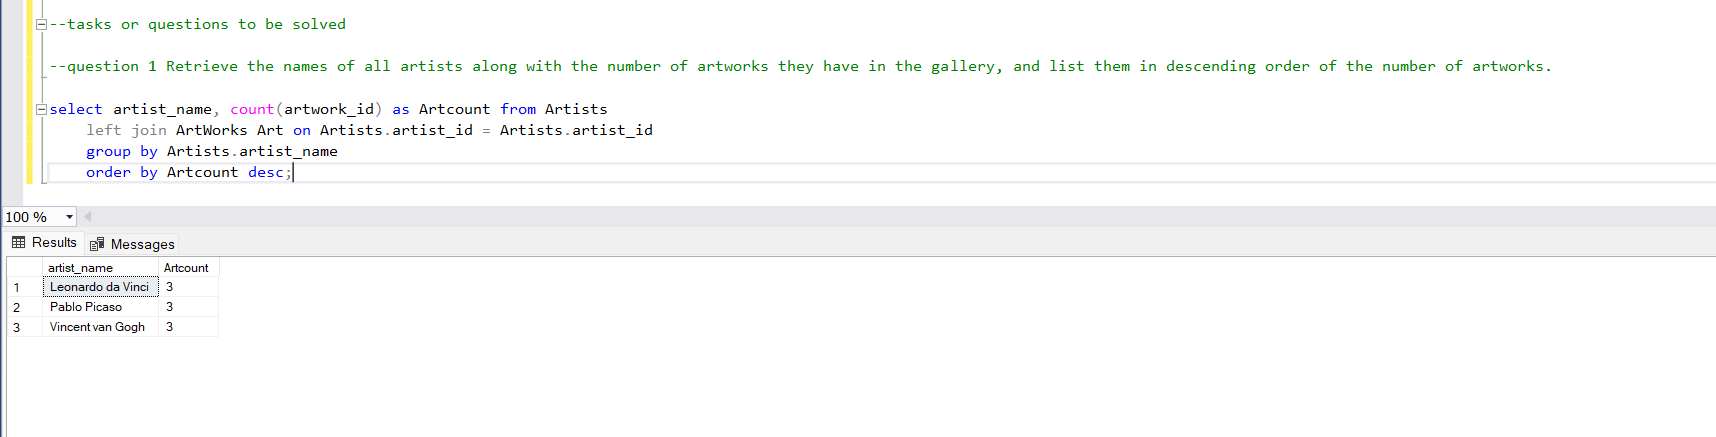 --tasks or questions to be solved
--question 1 Retrieve the names of all artists along with the number of artworks they have in the gallery, and list them in descending order of the number of artworks.
select artist_name, count(artwork_id) as Artcount from Artists
left join ArtWorks Art on Artists.artist_id = Artists.artist_id
group by Artists.artist_name
order by Artcount desc;
100 %
Results Messages
artist_name Artcount
1 Leonardo da Vinci 3
2 Pablo Picaso 3
3 Vincent van Gogh 3